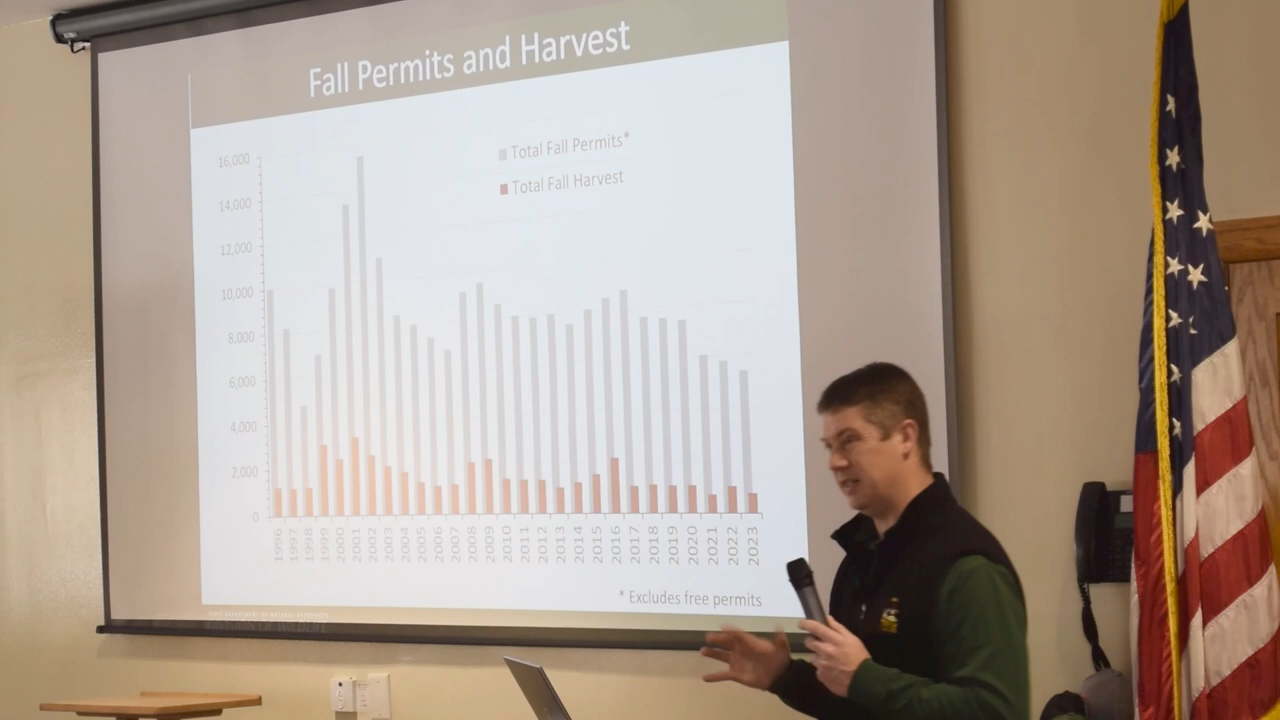 Fall Permits and Harvest
Total Fall Permits*
Total Fall Harvest
16,000
14,000
12,000
10,000
8,000
6,000
4,000
2,000
0
1996 1997 1998 1999 2000 2001 2002 2003 2004 2005 2006 2007 2008 2009 2010 2011 2012 2013 2014 2015 2016 2017 2018 2019 2020 2021 2022 2023
* Excludes free permits
DIVISION OF WILDLIFE